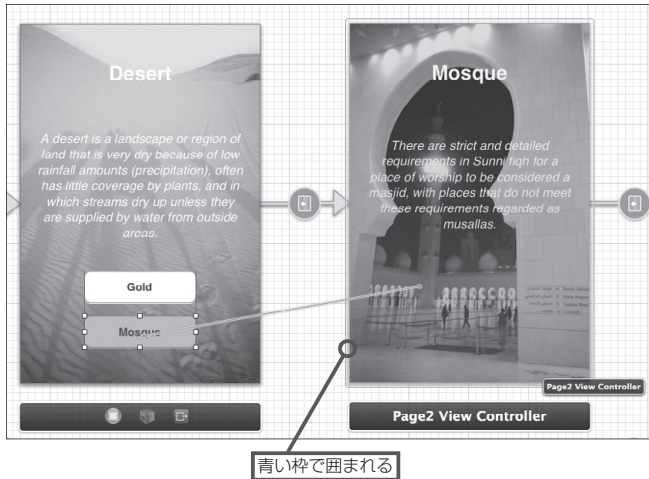 Desert
A desert is a landscape or region of
land that is very dry because of low
rainfall amounts (precipitation), often
has little coverage by plants, and in
which streams dry up unless they
are supplied by water from outside
areas.
Gold
Mosque
Mosque
There are strict and detailed
requirements in Sunni fiqh for a
place of worship to be considered a
masjid, with places that do not meet
these requirements regarded as
musallas.
Page2 View Controller
Page2 View Controller
青い枠で囲まれる